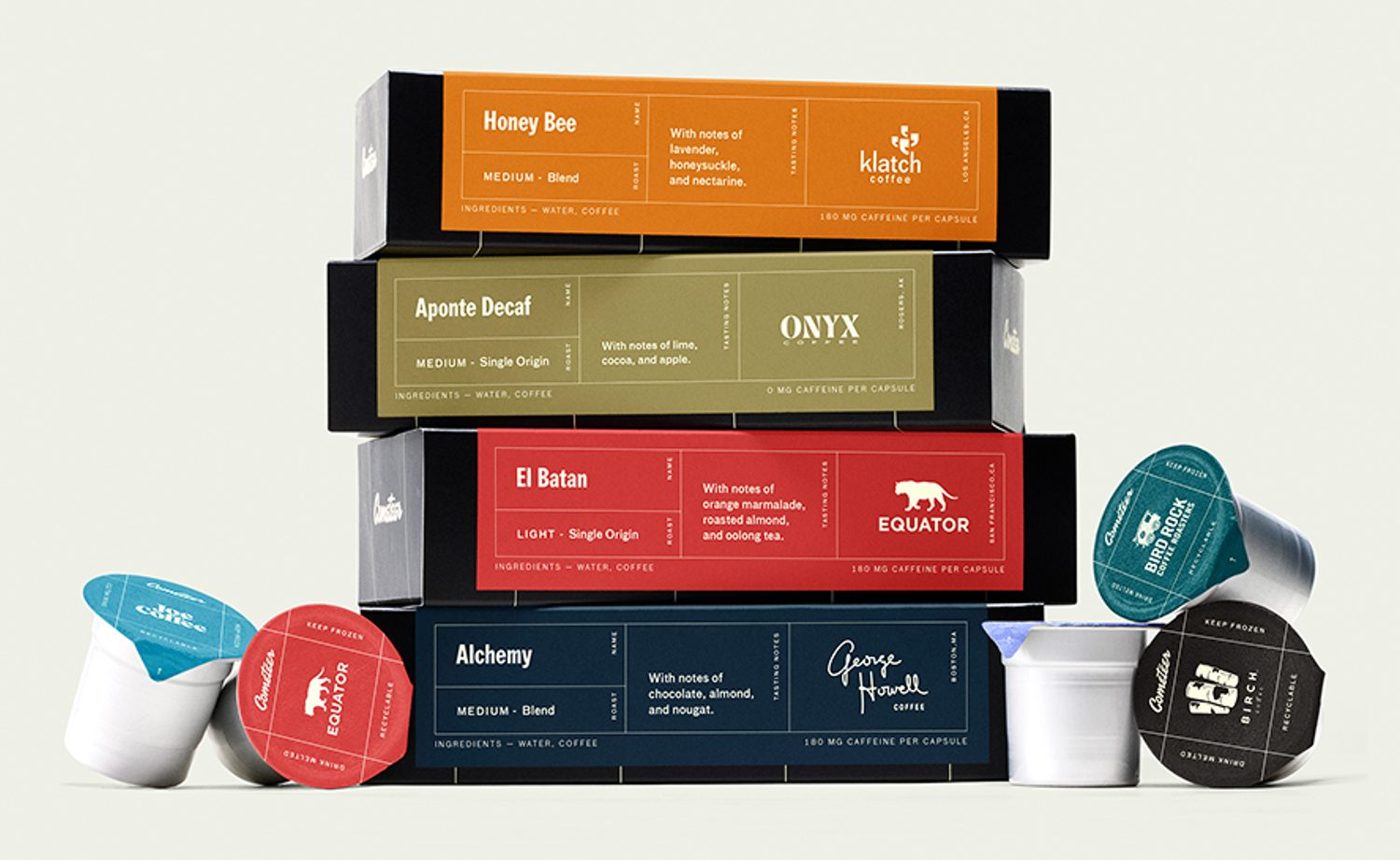 Honey Bee
NAME
MEDIUM - Blend
ROAST
With notes of
lavender,
honeysuckle,
and nectarine.
TASTING NOTES
klatch
coffee
LOS ANGELES, CA
INGREDIENTS — WATER, COFFEE
180 MG CAFFEINE PER CAPSULE
Cometeer
Aponte Decaf
NAME
MEDIUM - Single Origin
ROAST
With notes of lime,
cocoa, and apple.
TASTING NOTES
ONYX
COFFEE
ROGERS, AK
INGREDIENTS — WATER, COFFEE
0 MG CAFFEINE PER CAPSULE
Cometeer
El Batan
NAME
LIGHT - Single Origin
ROAST
With notes of
orange marmalade,
roasted almond,
and oolong tea.
TASTING NOTES
EQUATOR
SAN FRANCISCO, CA
INGREDIENTS — WATER, COFFEE
180 MG CAFFEINE PER CAPSULE
Cometeer
Alchemy
NAME
MEDIUM - Blend
ROAST
With notes of
chocolate, almond,
and nougat.
TASTING NOTES
George
Howell
COFFEE
BOSTON, MA
INGREDIENTS — WATER, COFFEE
180 MG CAFFEINE PER CAPSULE
Cometeer
Joe
Coffee
RECYCLABLE
KEEP FROZEN
Cometeer
EQUATOR
RECYCLABLE
DRINK MELTED
KEEP FROZEN
Cometeer
BIRD ROCK
COFFEE ROASTERS
RECYCLABLE
DRINK MELTED
KEEP FROZEN
Cometeer
BIRCH
RECYCLABLE
DRINK MELTED